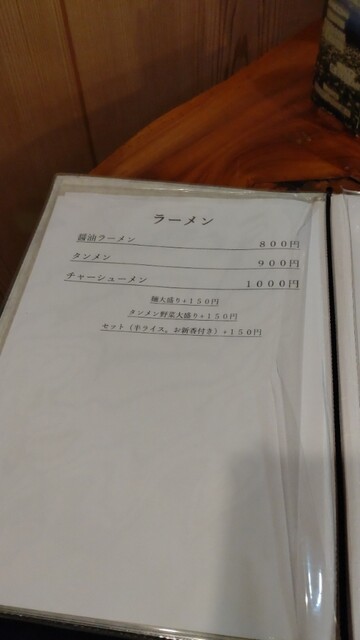 ラーメン
醤油ラーメン ８００円
タンメン ９００円
チャーシューメン １０００円
麺大盛り＋１５０円
タンメン野菜大盛り＋１５０円
セット（半ライス、お新香付き）＋１５０円